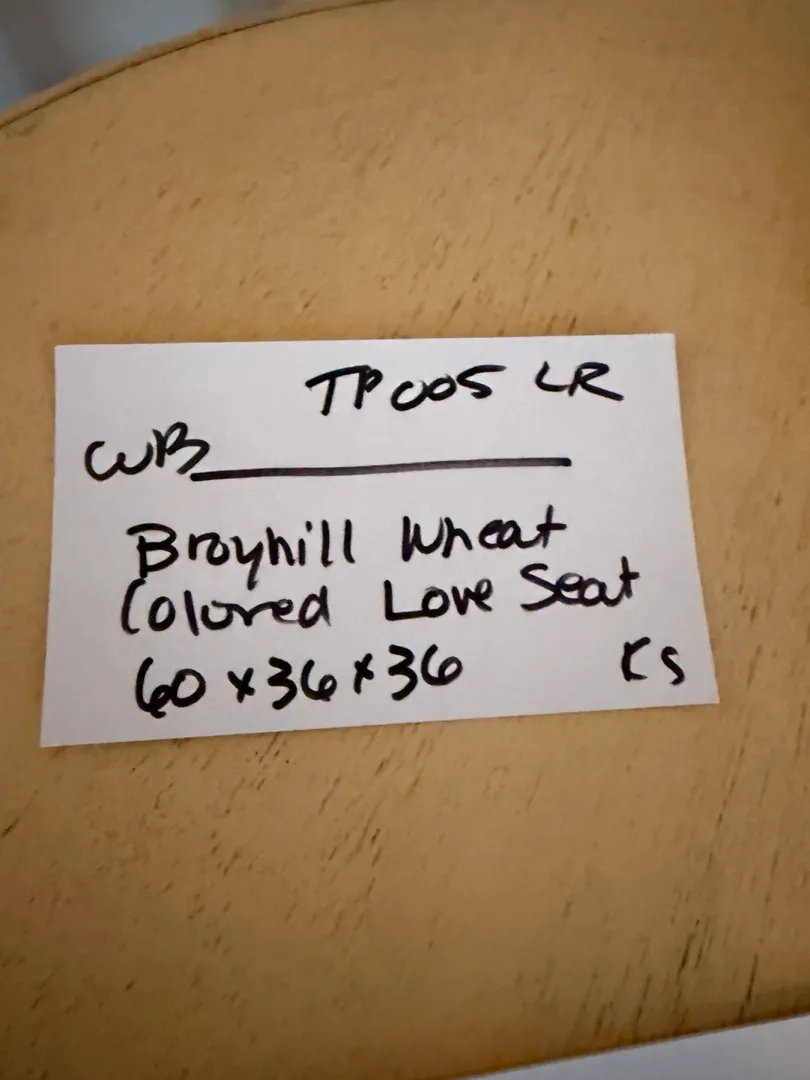 TP005 LR
WB
Broyhill Wheat
Colored Love Seat
60 x 36 x 36 KS